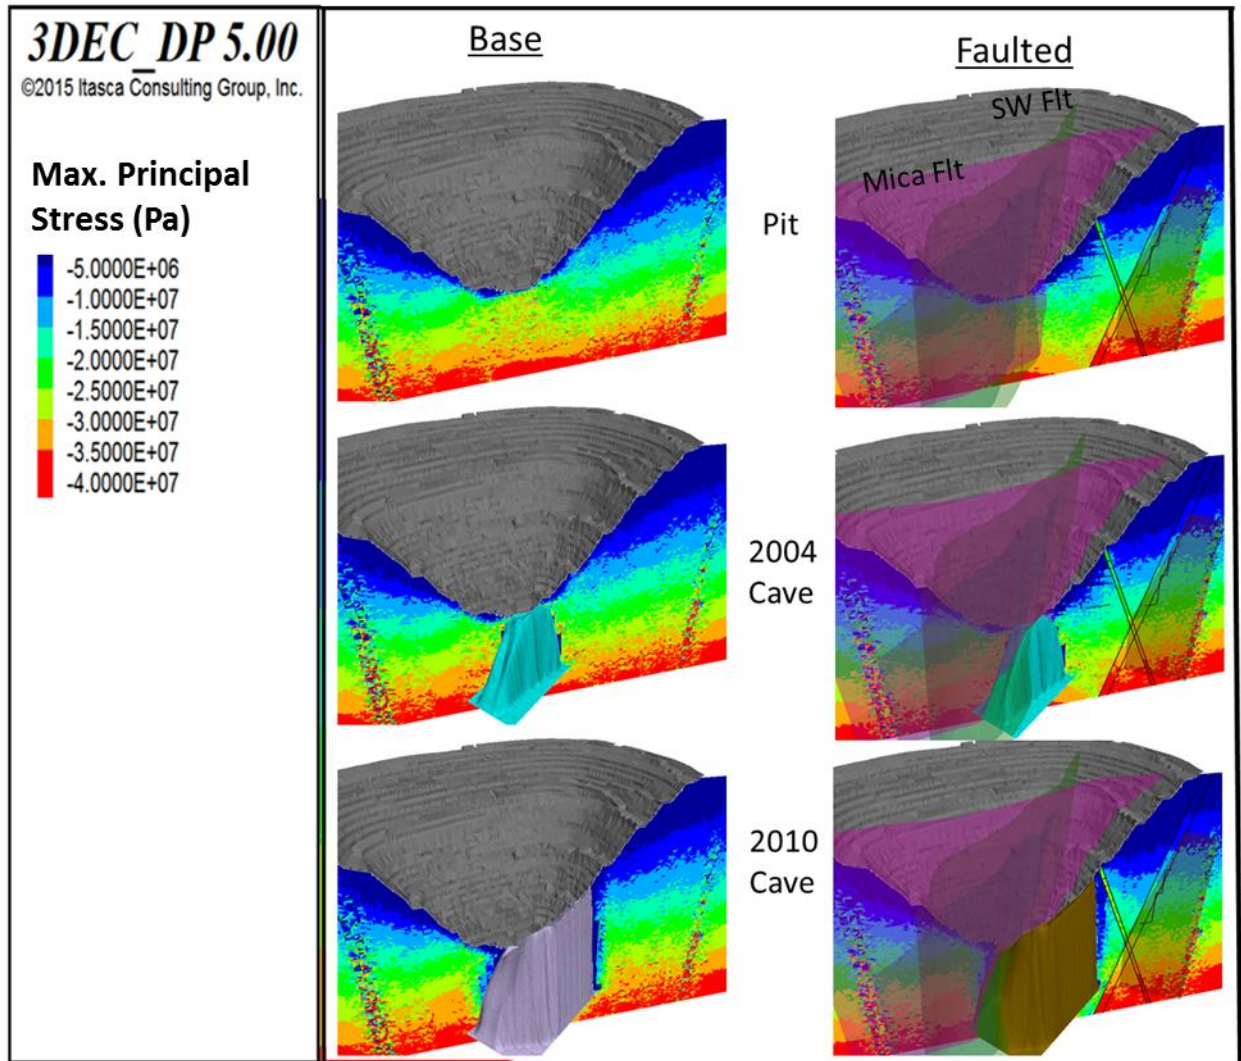 3DEC_DP 5.00
©2015 Itasca Consulting Group, Inc.
Max. Principal
Stress (Pa)
-5.0000E+06
-1.0000E+07
-1.5000E+07
-2.0000E+07
-2.5000E+07
-3.0000E+07
-3.5000E+07
-4.0000E+07
Base
Faulted
SW Flt
Mica Flt
Pit
2004
Cave
2010
Cave